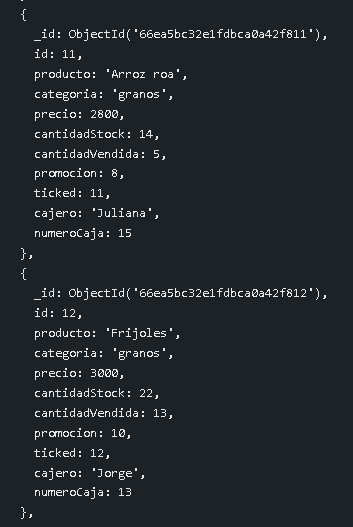 {
_id: ObjectId('66ea5bc32e1fdbca0a42f811'),
id: 11,
producto: 'Arroz roa',
categoria: 'granos',
precio: 2800,
cantidadStock: 14,
cantidadVendida: 5,
promocion: 8,
ticked: 11,
cajero: 'Juliana',
numeroCaja: 15
},
{
_id: ObjectId('66ea5bc32e1fdbca0a42f812'),
id: 12,
producto: 'Frijoles',
categoria: 'granos',
precio: 3000,
cantidadStock: 22,
cantidadVendida: 13,
promocion: 10,
ticked: 12,
cajero: 'Jorge',
numeroCaja: 13
},